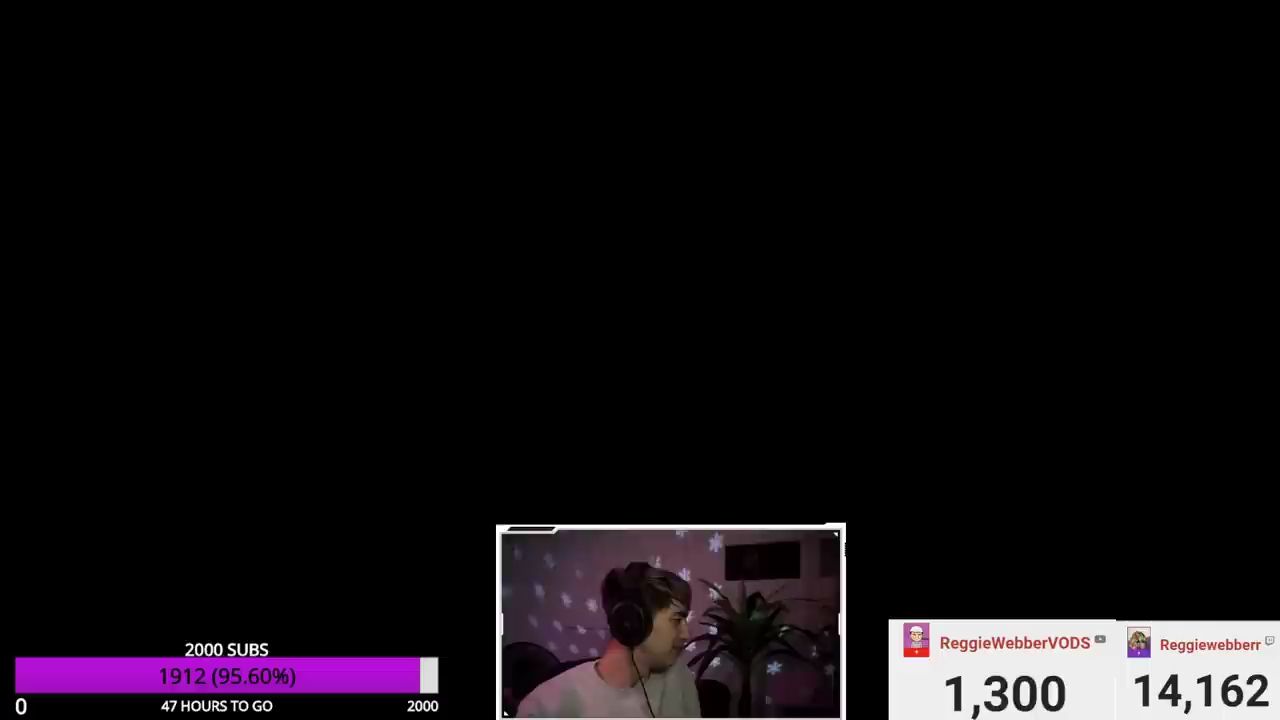 2000 SUBS
1912 (95.60%)
0 47 HOURS TO GO 2000
ReggieWebberVODS
1,300
Reggiewebberr
14,162